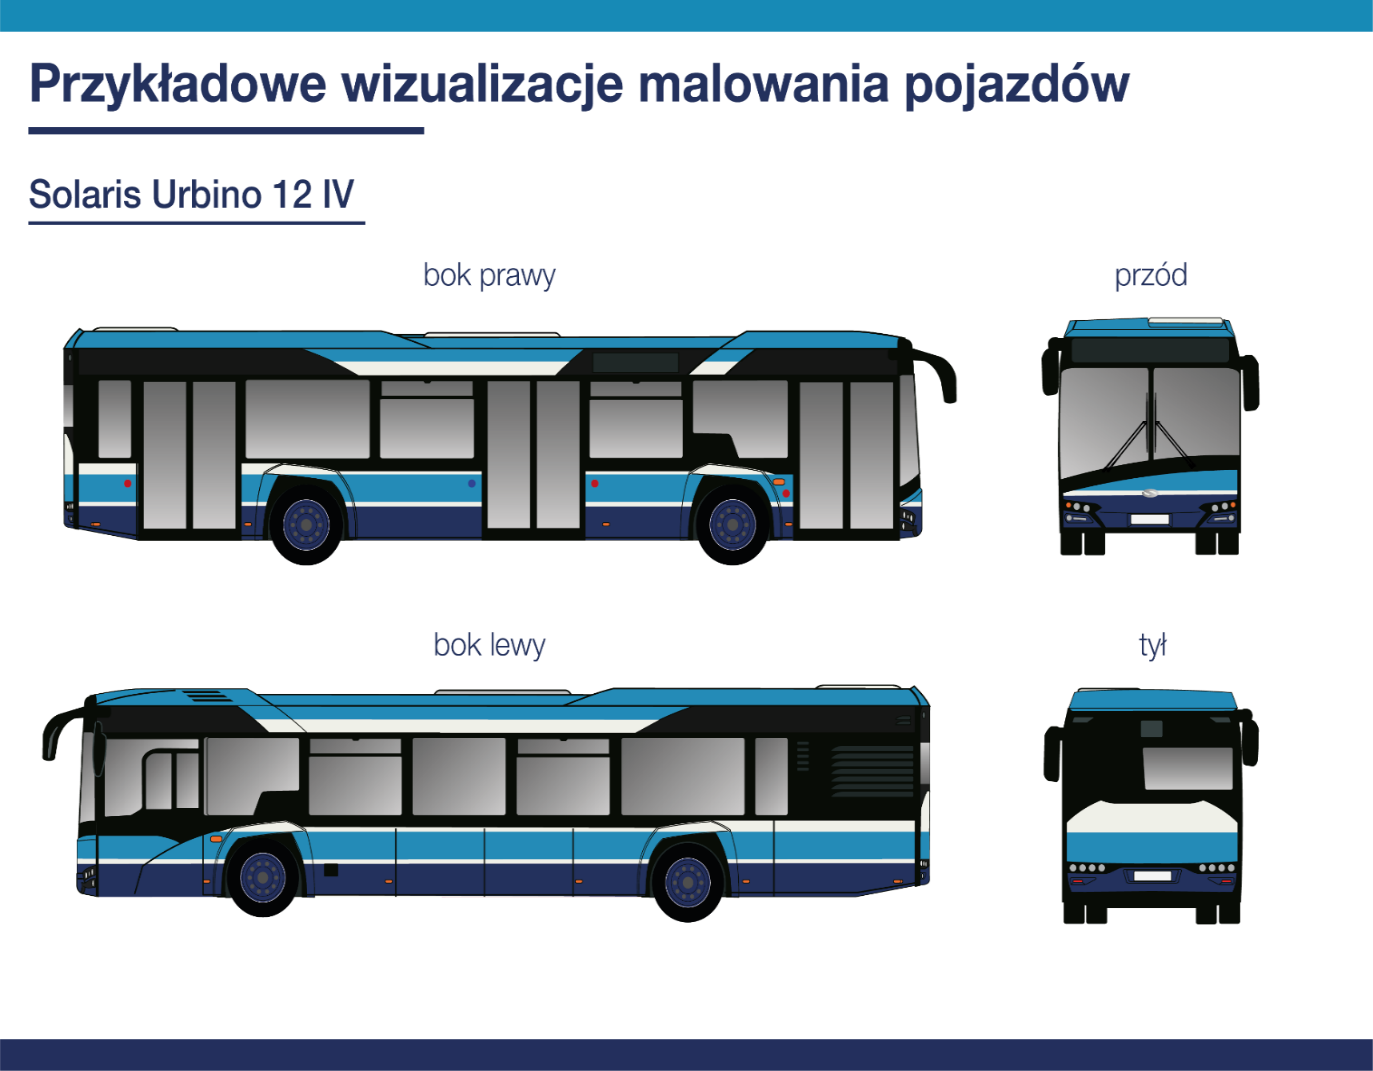 Przykładowe wizualizacje malowania pojazdów
Solaris Urbino 12 IV
bok prawy
przód
bok lewy
tył